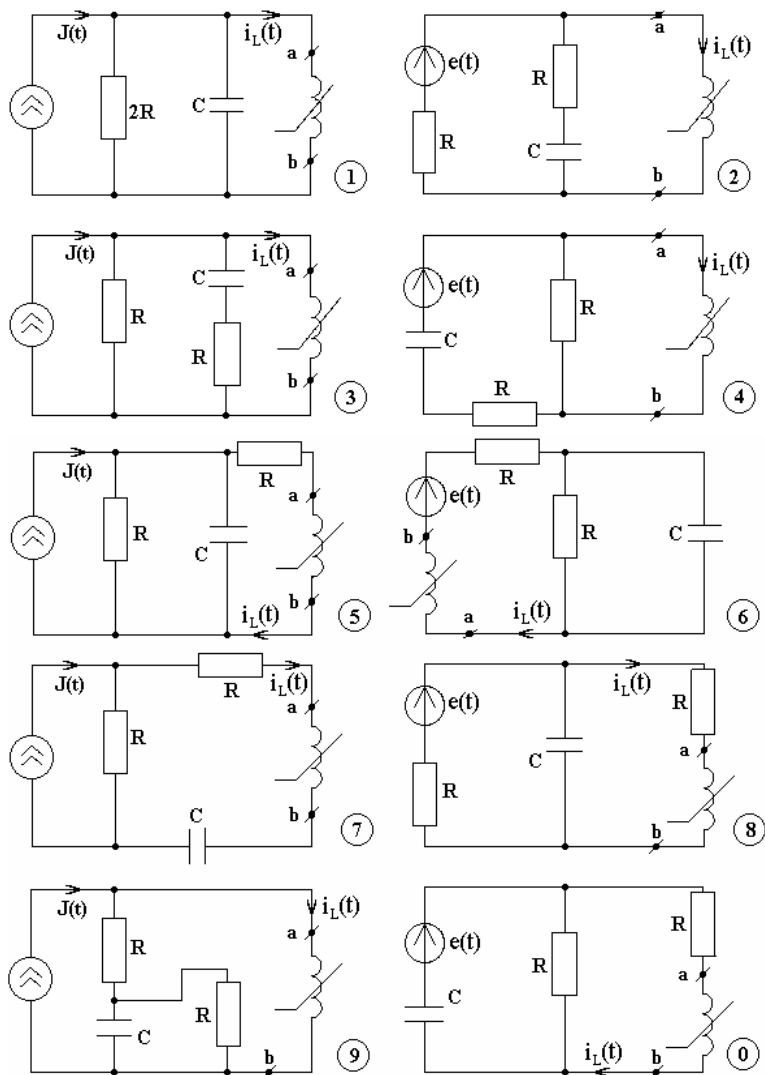 J(t) i_L(t)
a
2R C
b
1
a
e(t) i_L(t)
R
R C
b
2
J(t) i_L(t)
C a
R
R
b
3
a
e(t) i_L(t)
C R
R
b
4
J(t)
R
a
R C
b
i_L(t)
5
R
e(t)
b
R C
i_L(t)
a
6
J(t) R i_L(t)
a
R
C b
7
i_L(t)
e(t) R
C a
R
b
8
J(t) i_L(t)
a
R
C R
b
9
e(t) R
R a
C
i_L(t) b
0